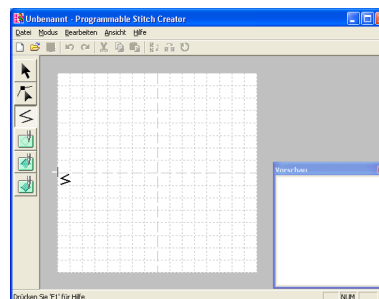 Unbenannt - Programmable Stitch Creator
Datei Modus Bearbeiten Ansicht Hilfe
Vorschau
Drücken Sie 'F1' für Hilfe. NUM